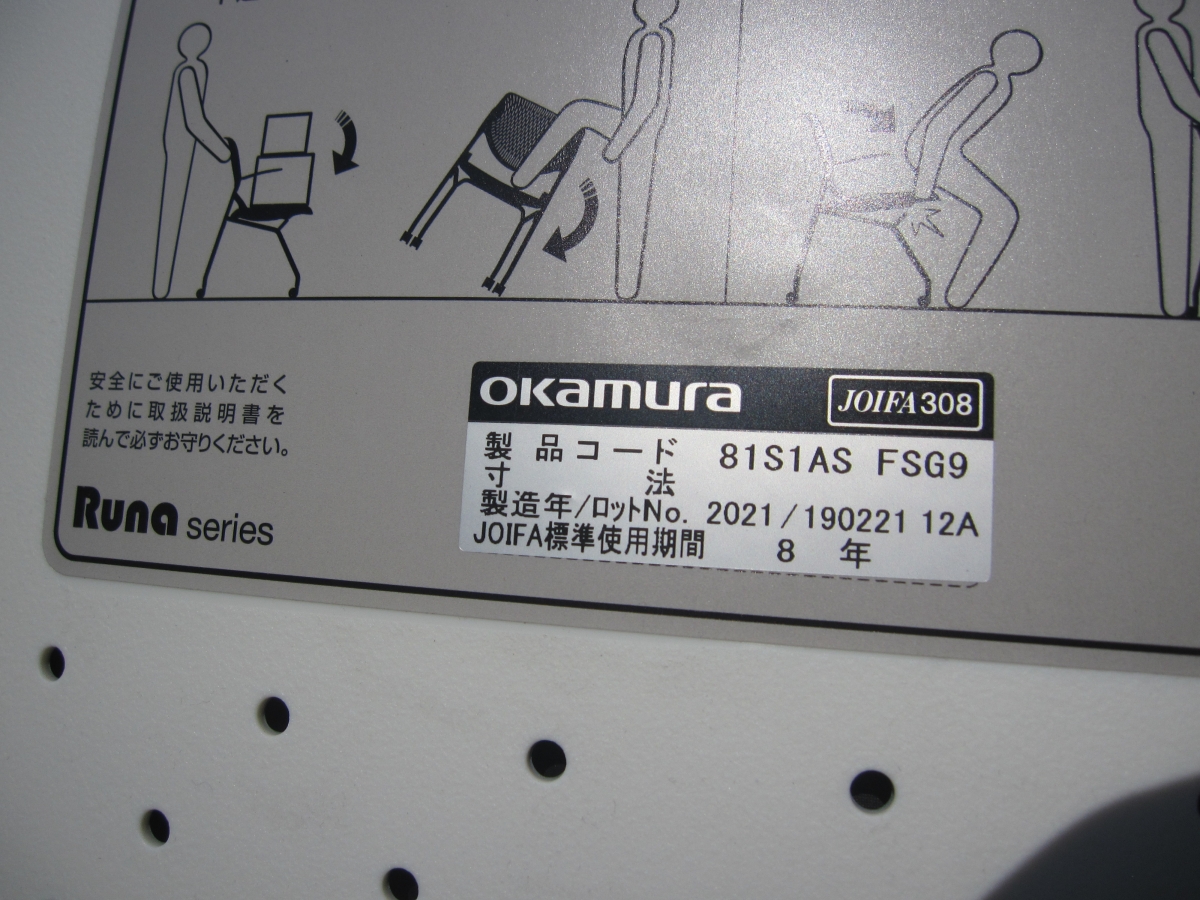 安全にご使用いただく
ために取扱説明書を
読んで必ずお守りください。
Runa series
okamura
JOIFA308
製品コード 81S1AS FSG9
寸法
製造年/ロットNo. 2021/190221 12A
JOIFA標準使用期間 8 年